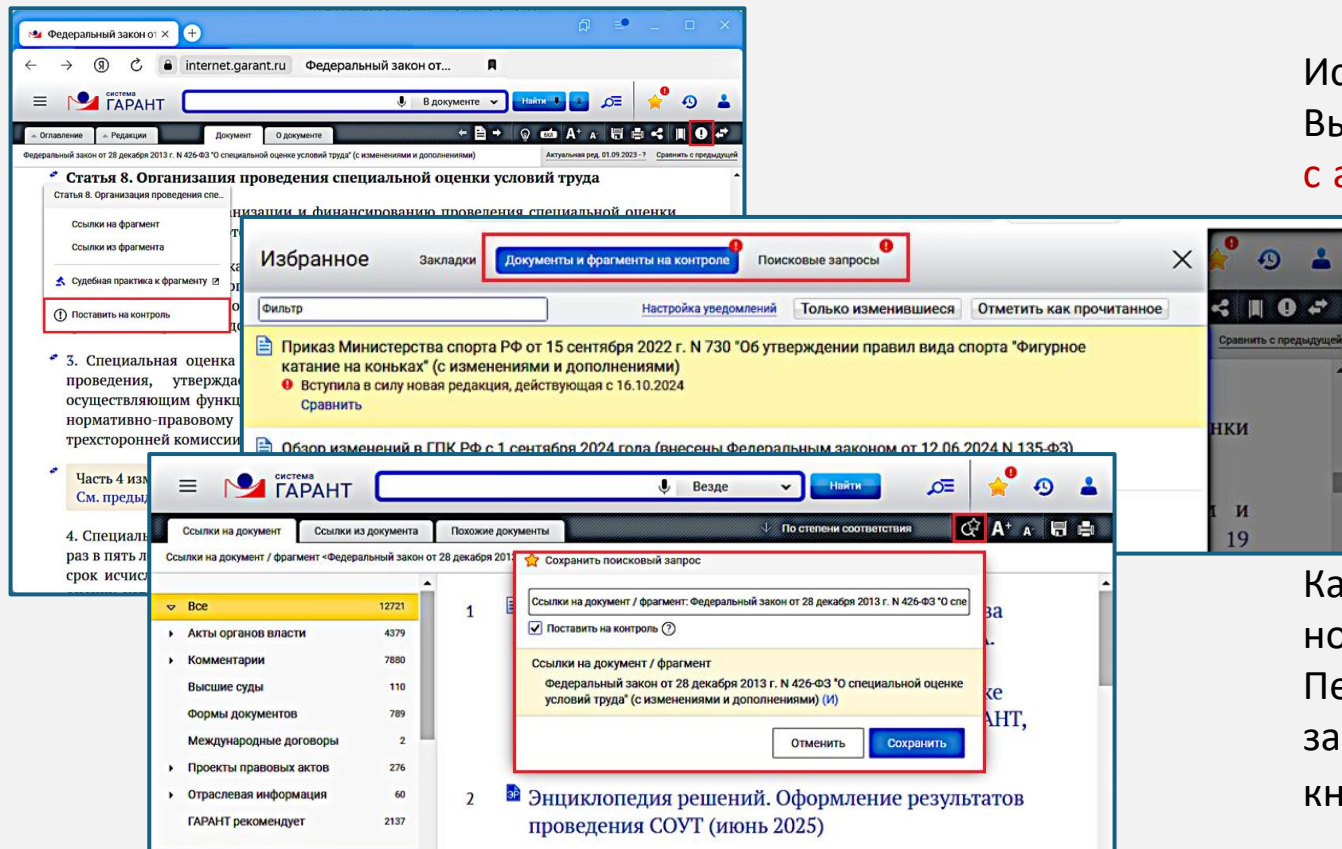 Федеральный закон от
internet.garant.ru Федеральный закон от...
система
ГАРАНТ
В документе
Найти
Оглавление Редакции Документ О документе
Федеральный закон от 28 декабря 2013 г. N 426-ФЗ "О специальной оценке условий труда" (с изменениями и дополнениями) Актуальная ред. 01.09.2023 - ? Сравнить с предыдущей
Статья 8. Организация проведения специальной оценки условий труда
Статья 8. Организация проведения спе...
Ссылки на фрагмент
Ссылки из фрагмента
Судебная практика к фрагменту
Поставить на контроль
финансированию проведения специальной оценки
3. Специальная оценка
проведения, утвержда
осуществляющим функц
нормативно-правовому
трехсторонней комиссии
Часть 4 изм
См. преды
4. Специаль
раз в пять л
срок исчис
Избранное Закладки Документы и фрагменты на контроле Поисковые запросы
Фильтр Настройка уведомлений Только изменившиеся Отметить как прочитанное
Приказ Министерства спорта РФ от 15 сентября 2022 г. N 730 "Об утверждении правил вида спорта "Фигурное
катание на коньках" (с изменениями и дополнениями)
Вступила в силу новая редакция, действующая с 16.10.2024
Сравнить
Обзор изменений в ГПК РФ с 1 сентября 2024 года (внесены Федеральным законом от 12.06.2024 N 135-ФЗ)
Сравнить с предыдущей
нки
и
19
система
ГАРАНТ
Везде
Найти
Ссылки на документ Ссылки из документа Похожие документы По степени соответствия
Ссылки на документ / фрагмент «Федеральный закон от 28 декабря 201
Все 12721
Акты органов власти 4379
Комментарии 7880
Высшие суды 110
Формы документов 789
Международные договоры 2
Проекты правовых актов 276
Отраслевая информация 60
ГАРАНТ рекомендует 2137
Сохранить поисковый запрос
Ссылки на документ / фрагмент: Федеральный закон от 28 декабря 2013 г. N 426-ФЗ "О спе
Поставить на контроль
Ссылки на документ / фрагмент
Федеральный закон от 28 декабря 2013 г. N 426-ФЗ "О специальной оценке
условий труда" (с изменениями и дополнениями) (И)
Отменить Сохранить
1
ва
ке
АНТ,
2 Энциклопедия решений. Оформление результатов
проведения СОУТ (июнь 2025)
Ис
Вы
с а
Ка
но
Пе
за
кн